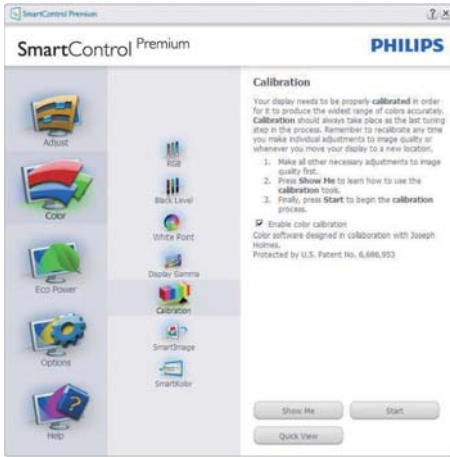 SmartControl Premium
SmartControl Premium
PHILIPS
Adjust
Color
Eco Power
Options
Help
RGB
Black Level
White Point
Display Gamma
Calibration
SmartImage
SmartKolor
Calibration
Your display needs to be properly calibrated in order
for it to produce the widest range of colors accurately.
Calibration should always take place as the last tuning
step in the process. Remember to recalibrate any time
you make individual adjustments to image quality or
whenever you move your display to a new location.
1. Make all other necessary adjustments to image
quality first.
2. Press Show Me to learn how to use the
calibration tools.
3. Finally, press Start to begin the calibration
process.
Enable color calibration
Color software designed in collaboration with Joseph
Holmes.
Protected by U.S. Patent No. 6,686,953
Show Me
Start
Quick View